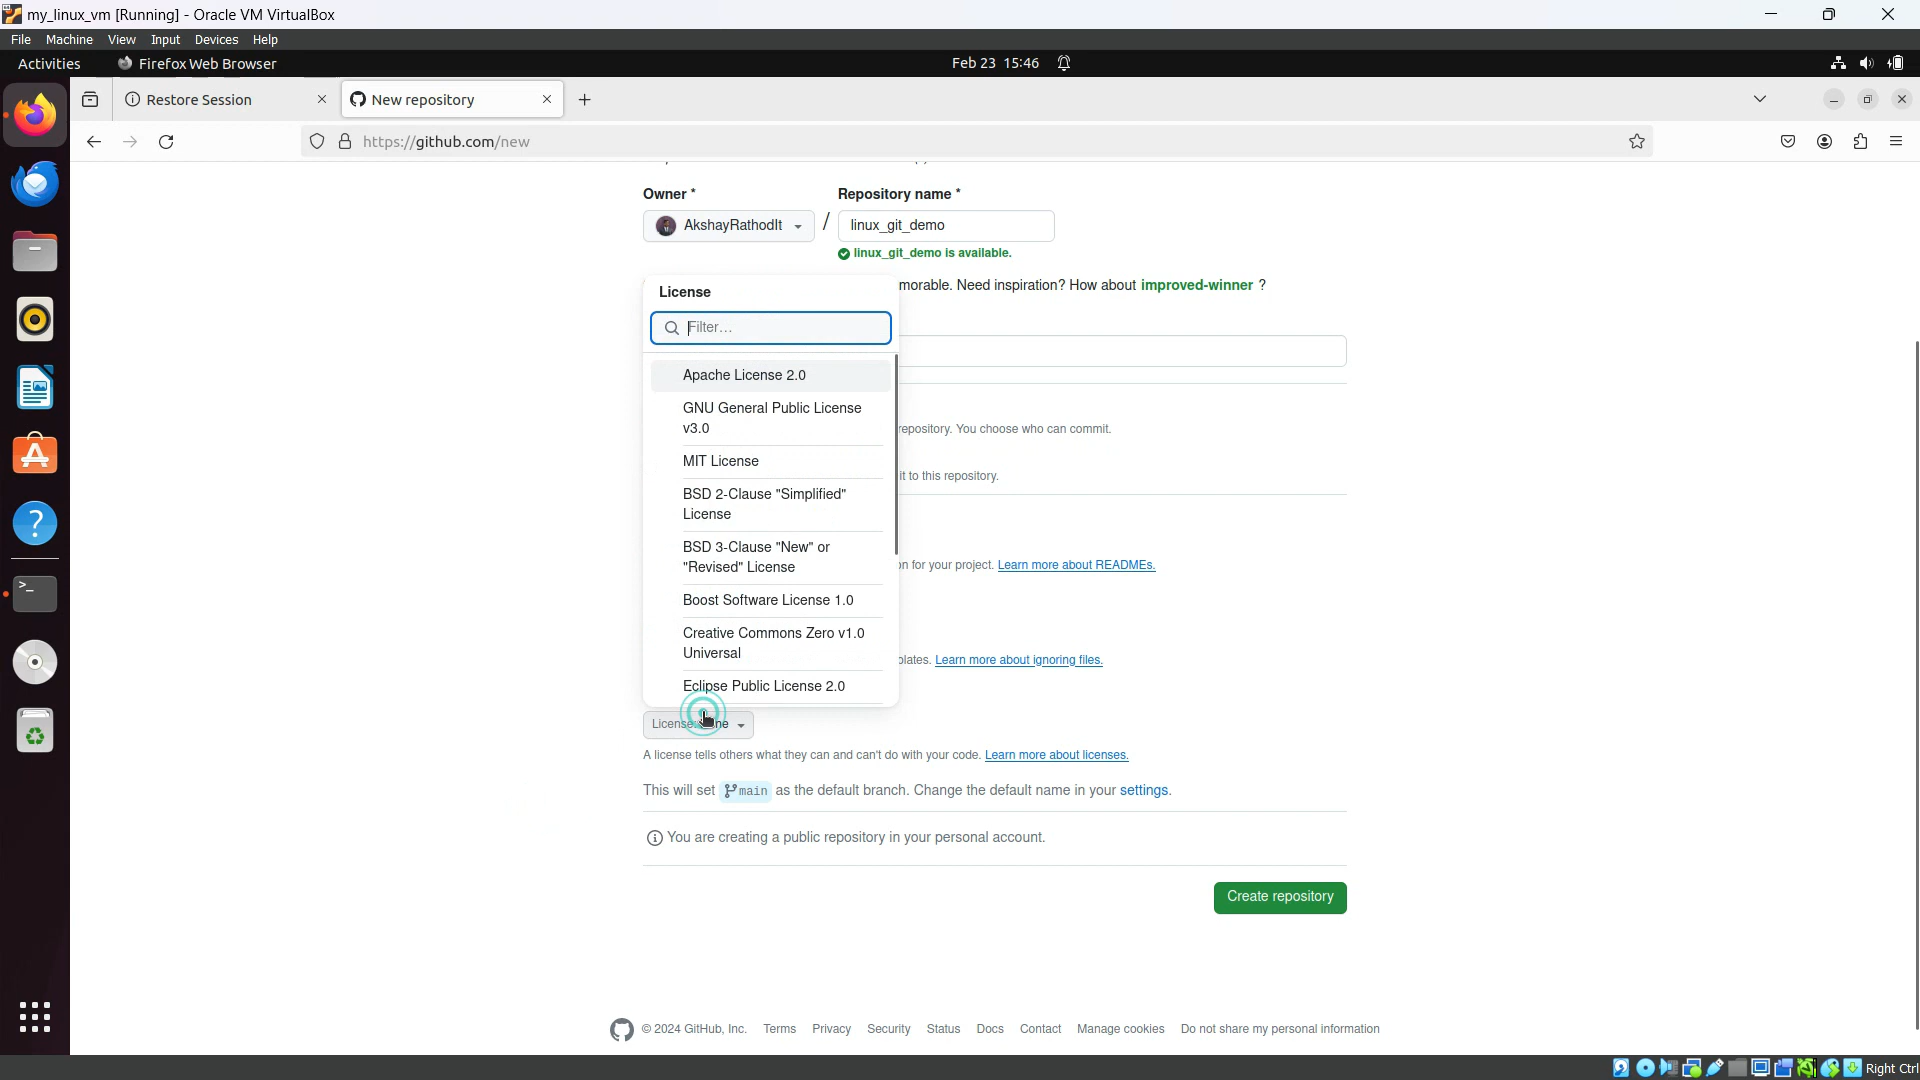 my_linux_vm [Running] - Oracle VM VirtualBox
File Machine View Input Devices Help
Activities Firefox Web Browser Feb 23 15:46
Restore Session New repository
https://github.com/new
Owner * Repository name *
AkshayRathodIt / linux_git_demo
linux_git_demo is available.
License morable. Need inspiration? How about improved-winner ?
Filter...
Apache License 2.0
GNU General Public License
v3.0
repository. You choose who can commit.
MIT License
it to this repository.
BSD 2-Clause "Simplified"
License
BSD 3-Clause "New" or
"Revised" License
n for your project. Learn more about READMEs.
Boost Software License 1.0
Creative Commons Zero v1.0
Universal
plates. Learn more about ignoring files.
Eclipse Public License 2.0
A license tells others what they can and can't do with your code. Learn more about licenses.
This will set main as the default branch. Change the default name in your settings.
You are creating a public repository in your personal account.
Create repository
© 2024 GitHub, Inc. Terms Privacy Security Status Docs Contact Manage cookies Do not share my personal information
Right Ctrl